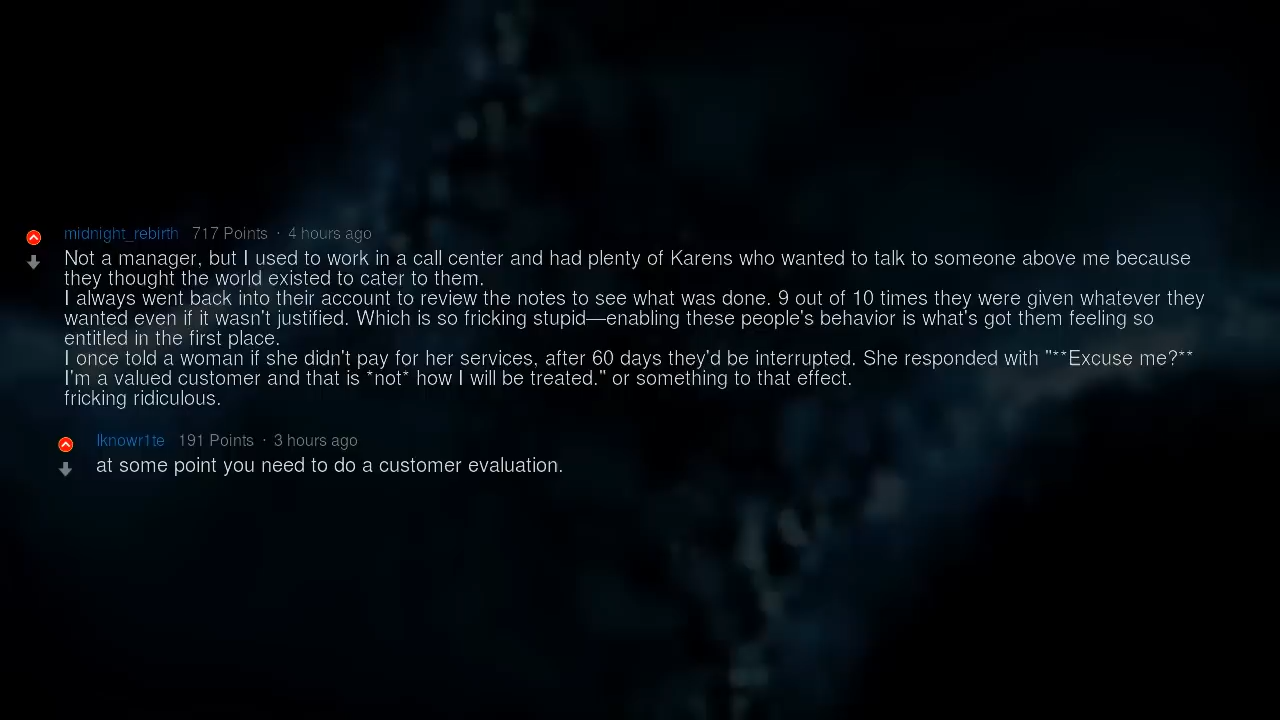 midnight_rebirth 717 Points · 4 hours ago
Not a manager, but I used to work in a call center and had plenty of Karens who wanted to talk to someone above me because
they thought the world existed to cater to them.
I always went back into their account to review the notes to see what was done. 9 out of 10 times they were given whatever they
wanted even if it wasn't justified. Which is so fricking stupid—enabling these people's behavior is what's got them feeling so
entitled in the first place.
I once told a woman if she didn't pay for her services, after 60 days they'd be interrupted. She responded with "**Excuse me?**
I'm a valued customer and that is *not* how I will be treated." or something to that effect.
fricking ridiculous.
Iknowr1te 191 Points · 3 hours ago
at some point you need to do a customer evaluation.